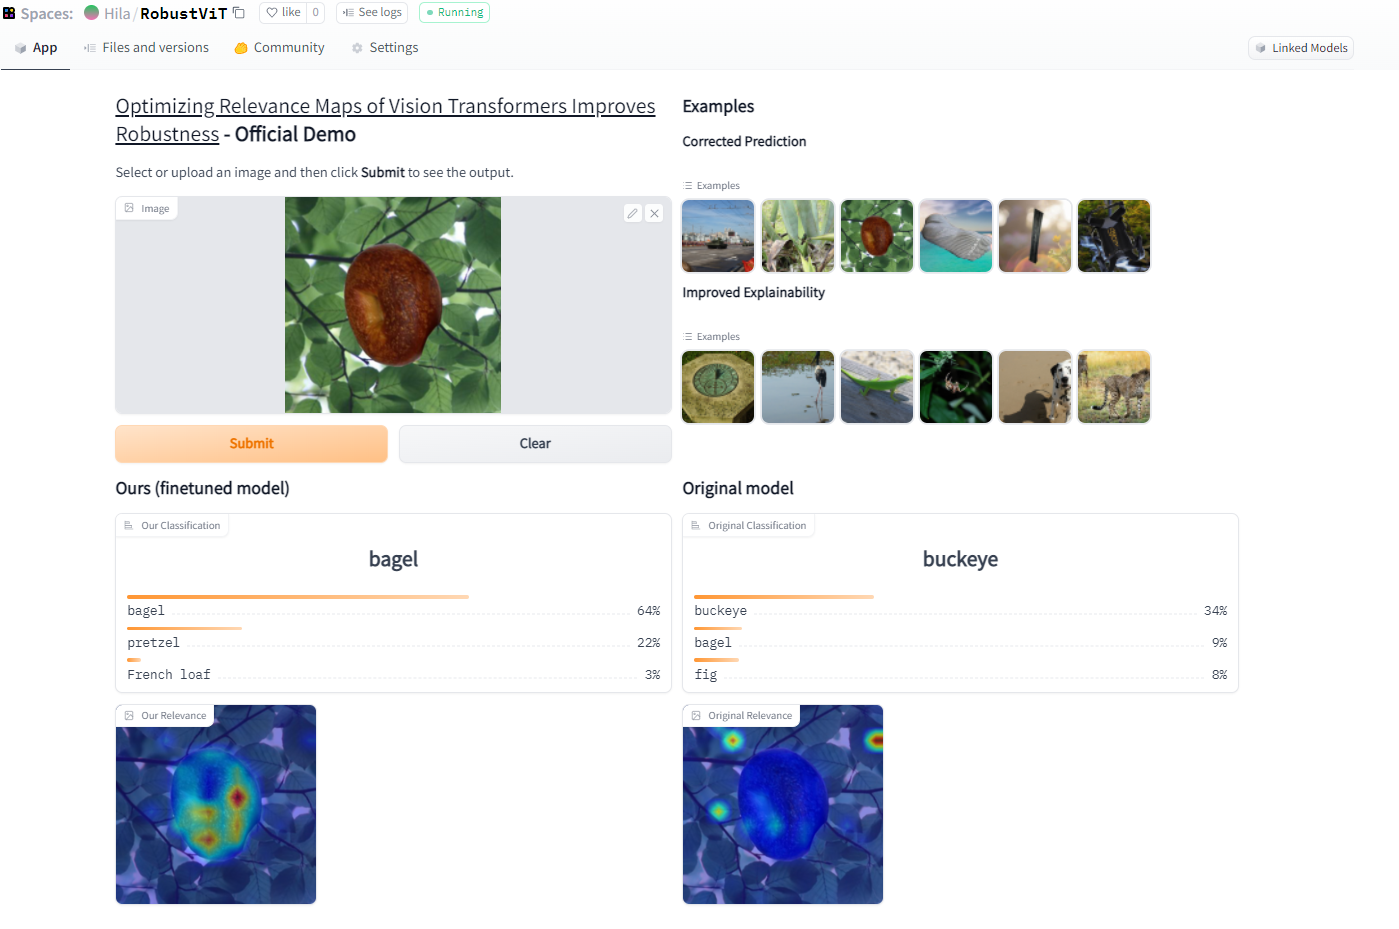 Spaces: Hila/RobustViT like 0 See logs Running
App Files and versions Community Settings Linked Models
Optimizing Relevance Maps of Vision Transformers Improves
Robustness - Official Demo
Select or upload an image and then click Submit to see the output.
Image
Submit Clear
Examples
Corrected Prediction
Examples
Improved Explainability
Examples
Ours (finetuned model)
Our Classification
bagel
bagel 64%
pretzel 22%
French loaf 3%
Our Relevance
Original model
Original Classification
buckeye
buckeye 34%
bagel 9%
fig 8%
Original Relevance